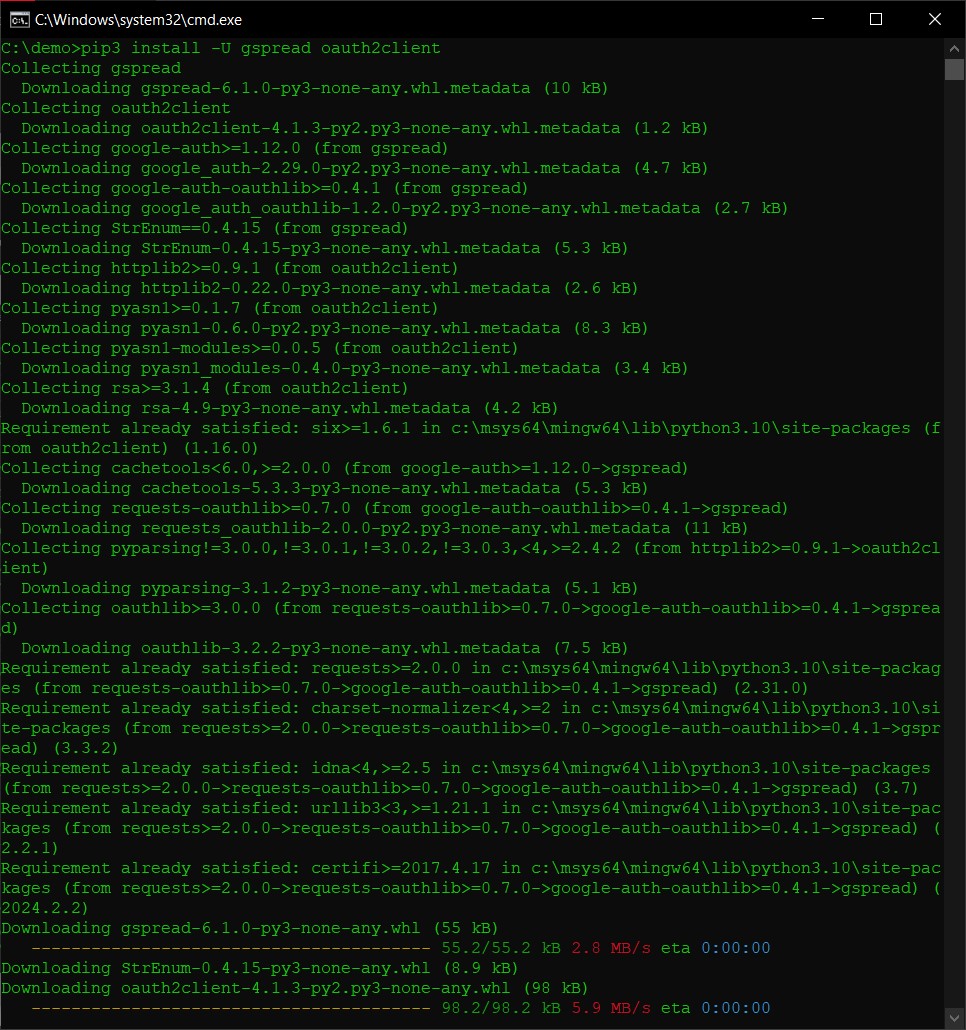 C:\Windows\system32\cmd.exe
C:\demo>pip3 install -U gspread oauth2client
Collecting gspread
  Downloading gspread-6.1.0-py3-none-any.whl.metadata (10 kB)
Collecting oauth2client
  Downloading oauth2client-4.1.3-py2.py3-none-any.whl.metadata (1.2 kB)
Collecting google-auth>=1.12.0 (from gspread)
  Downloading google_auth-2.29.0-py2.py3-none-any.whl.metadata (4.7 kB)
Collecting google-auth-oauthlib>=0.4.1 (from gspread)
  Downloading google_auth_oauthlib-1.2.0-py2.py3-none-any.whl.metadata (2.7 kB)
Collecting StrEnum==0.4.15 (from gspread)
  Downloading StrEnum-0.4.15-py3-none-any.whl.metadata (5.3 kB)
Collecting httplib2>=0.9.1 (from oauth2client)
  Downloading httplib2-0.22.0-py3-none-any.whl.metadata (2.6 kB)
Collecting pyasn1>=0.1.7 (from oauth2client)
  Downloading pyasn1-0.6.0-py2.py3-none-any.whl.metadata (8.3 kB)
Collecting pyasn1-modules>=0.0.5 (from oauth2client)
  Downloading pyasn1_modules-0.4.0-py3-none-any.whl.metadata (3.4 kB)
Collecting rsa>=3.1.4 (from oauth2client)
  Downloading rsa-4.9-py3-none-any.whl.metadata (4.2 kB)
Requirement already satisfied: six>=1.6.1 in c:\msys64\mingw64\lib\python3.10\site-packages (f
rom oauth2client) (1.16.0)
Collecting cachetools<6.0,>=2.0.0 (from google-auth>=1.12.0->gspread)
  Downloading cachetools-5.3.3-py3-none-any.whl.metadata (5.3 kB)
Collecting requests-oauthlib>=0.7.0 (from google-auth-oauthlib>=0.4.1->gspread)
  Downloading requests_oauthlib-2.0.0-py2.py3-none-any.whl.metadata (11 kB)
Collecting pyparsing!=3.0.0,!=3.0.1,!=3.0.2,!=3.0.3,<4,>=2.4.2 (from httplib2>=0.9.1->oauth2cl
ient)
  Downloading pyparsing-3.1.2-py3-none-any.whl.metadata (5.1 kB)
Collecting oauthlib>=3.0.0 (from requests-oauthlib>=0.7.0->google-auth-oauthlib>=0.4.1->gsprea
d)
  Downloading oauthlib-3.2.2-py3-none-any.whl.metadata (7.5 kB)
Requirement already satisfied: requests>=2.0.0 in c:\msys64\mingw64\lib\python3.10\site-packag
es (from requests-oauthlib>=0.7.0->google-auth-oauthlib>=0.4.1->gspread) (2.31.0)
Requirement already satisfied: charset-normalizer<4,>=2 in c:\msys64\mingw64\lib\python3.10\si
te-packages (from requests>=2.0.0->requests-oauthlib>=0.7.0->google-auth-oauthlib>=0.4.1->gspr
ead) (3.3.2)
Requirement already satisfied: idna<4,>=2.5 in c:\msys64\mingw64\lib\python3.10\site-packages
(from requests>=2.0.0->requests-oauthlib>=0.7.0->google-auth-oauthlib>=0.4.1->gspread) (3.7)
Requirement already satisfied: urllib3<3,>=1.21.1 in c:\msys64\mingw64\lib\python3.10\site-pac
kages (from requests>=2.0.0->requests-oauthlib>=0.7.0->google-auth-oauthlib>=0.4.1->gspread) (
2.2.1)
Requirement already satisfied: certifi>=2017.4.17 in c:\msys64\mingw64\lib\python3.10\site-pac
kages (from requests>=2.0.0->requests-oauthlib>=0.7.0->google-auth-oauthlib>=0.4.1->gspread) (
2024.2.2)
Downloading gspread-6.1.0-py3-none-any.whl (55 kB)
   ---------------------------------------- 55.2/55.2 kB 2.8 MB/s eta 0:00:00
Downloading StrEnum-0.4.15-py3-none-any.whl (8.9 kB)
Downloading oauth2client-4.1.3-py2.py3-none-any.whl (98 kB)
   ---------------------------------------- 98.2/98.2 kB 5.9 MB/s eta 0:00:00